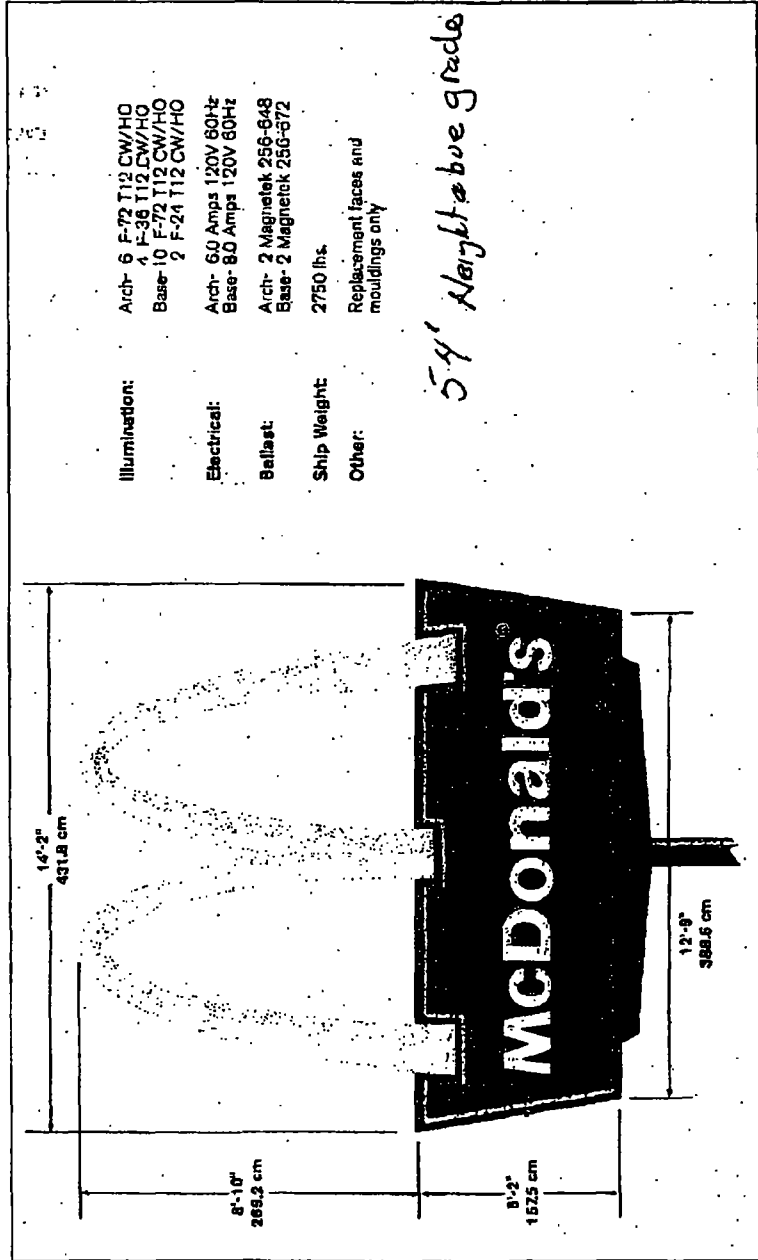 14'-2"
431.8 cm
8'-10"
269.2 cm
5'-2"
157.5 cm
McDonald's®
12'-9"
388.6 cm
Illumination: Arch- 6 F-72 T12 CW/HO
4 F-36 T12 CW/HO
Base-10 F-72 T12 CW/HO
2 F-24 T12 CW/HO
Electrical: Arch- 6.0 Amps 120V 60Hz
Base- 8.0 Amps 120V 60Hz
Ballast: Arch- 2 Magnetek 256-648
Base- 2 Magnetek 256-672
Ship Weight: 2750 lbs.
Other: Replacement faces and
mouldings only
54' Height above grade